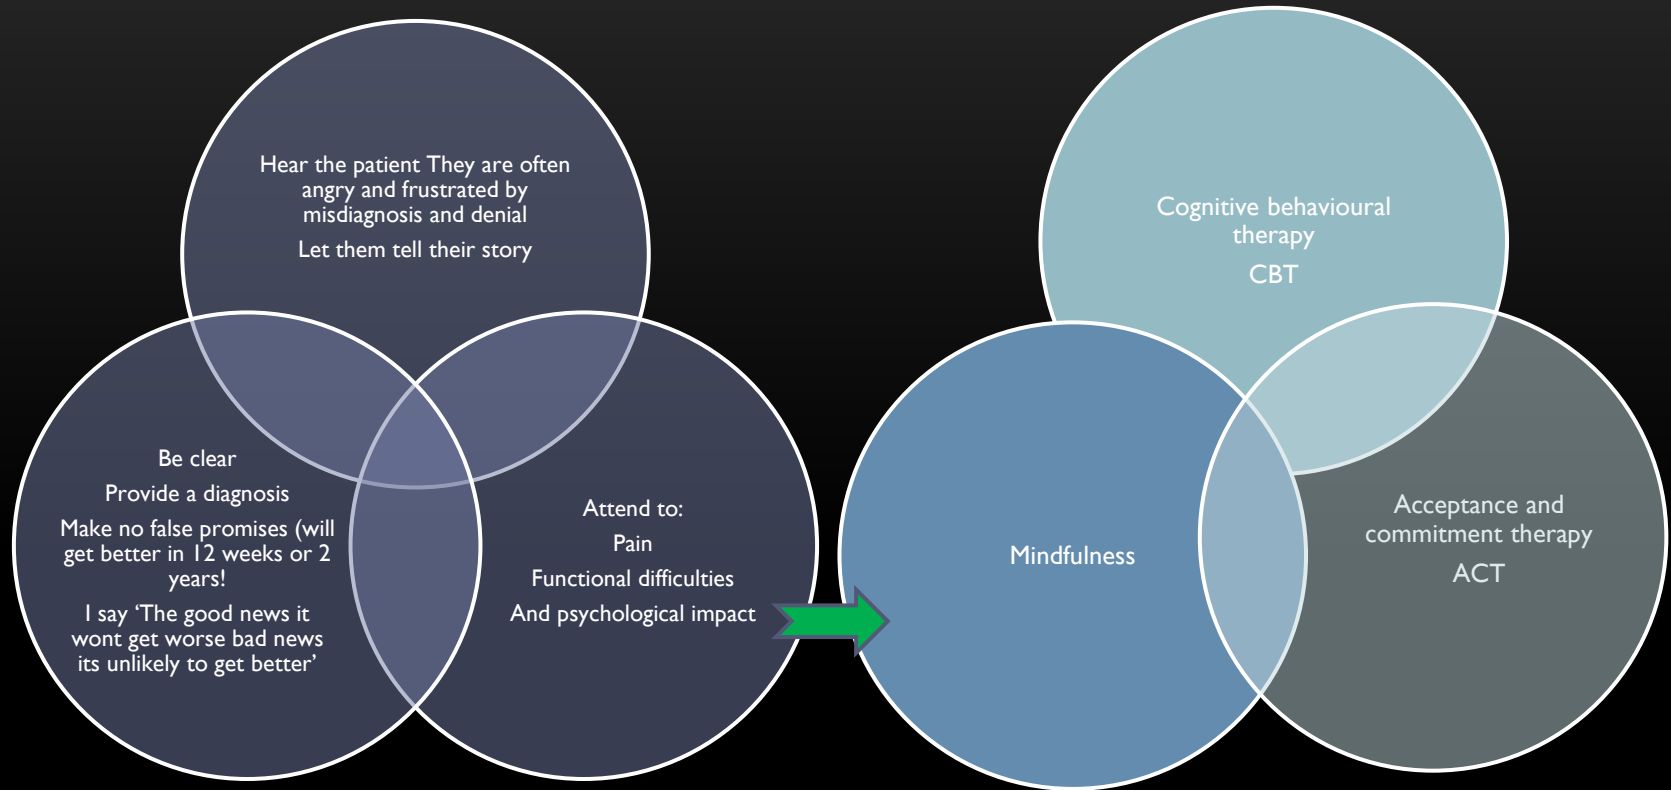 Hear the patient They are often
angry and frustrated by
misdiagnosis and denial
Let them tell their story
Be clear
Provide a diagnosis
Make no false promises (will
get better in 12 weeks or 2
years!
I say ‘The good news it
wont get worse bad news
its unlikely to get better’
Attend to:
Pain
Functional difficulties
And psychological impact
Cognitive behavioural
therapy
CBT
Mindfulness
Acceptance and
commitment therapy
ACT